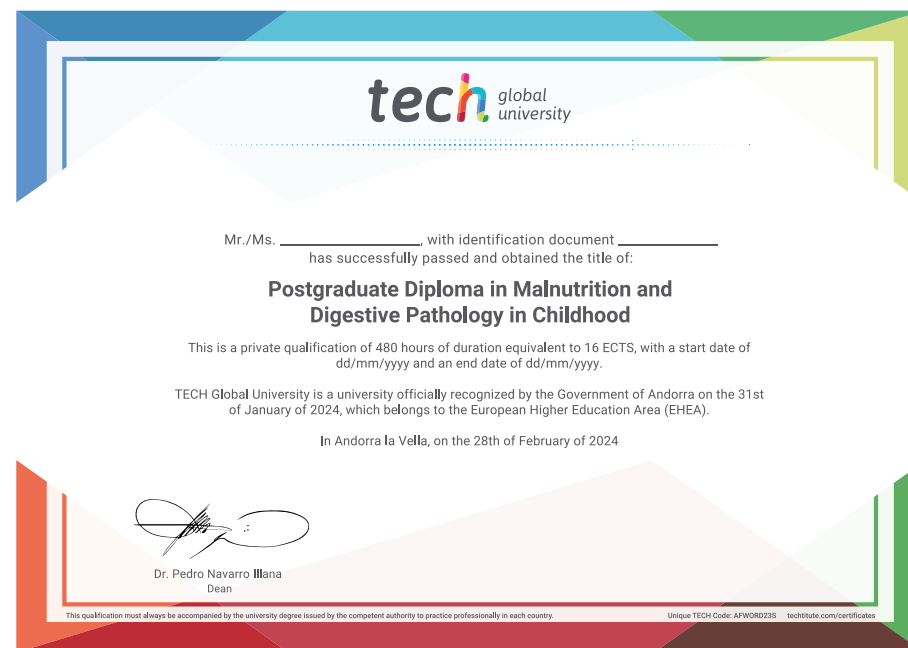 tech global university
Mr./Ms. ____________________, with identification document ______________
has successfully passed and obtained the title of:
Postgraduate Diploma in Malnutrition and
Digestive Pathology in Childhood
This is a private qualification of 480 hours of duration equivalent to 16 ECTS, with a start date of
dd/mm/yyyy and an end date of dd/mm/yyyy.
TECH Global University is a university officially recognized by the Government of Andorra on the 31st
of January of 2024, which belongs to the European Higher Education Area (EHEA).
In Andorra la Vella, on the 28th of February of 2024
Dr. Pedro Navarro Illana
Dean
This qualification must always be accompanied by the university degree issued by the competent authority to practice professionally in each country.
Unique TECH Code: AFWORD23S techtitute.com/certificates